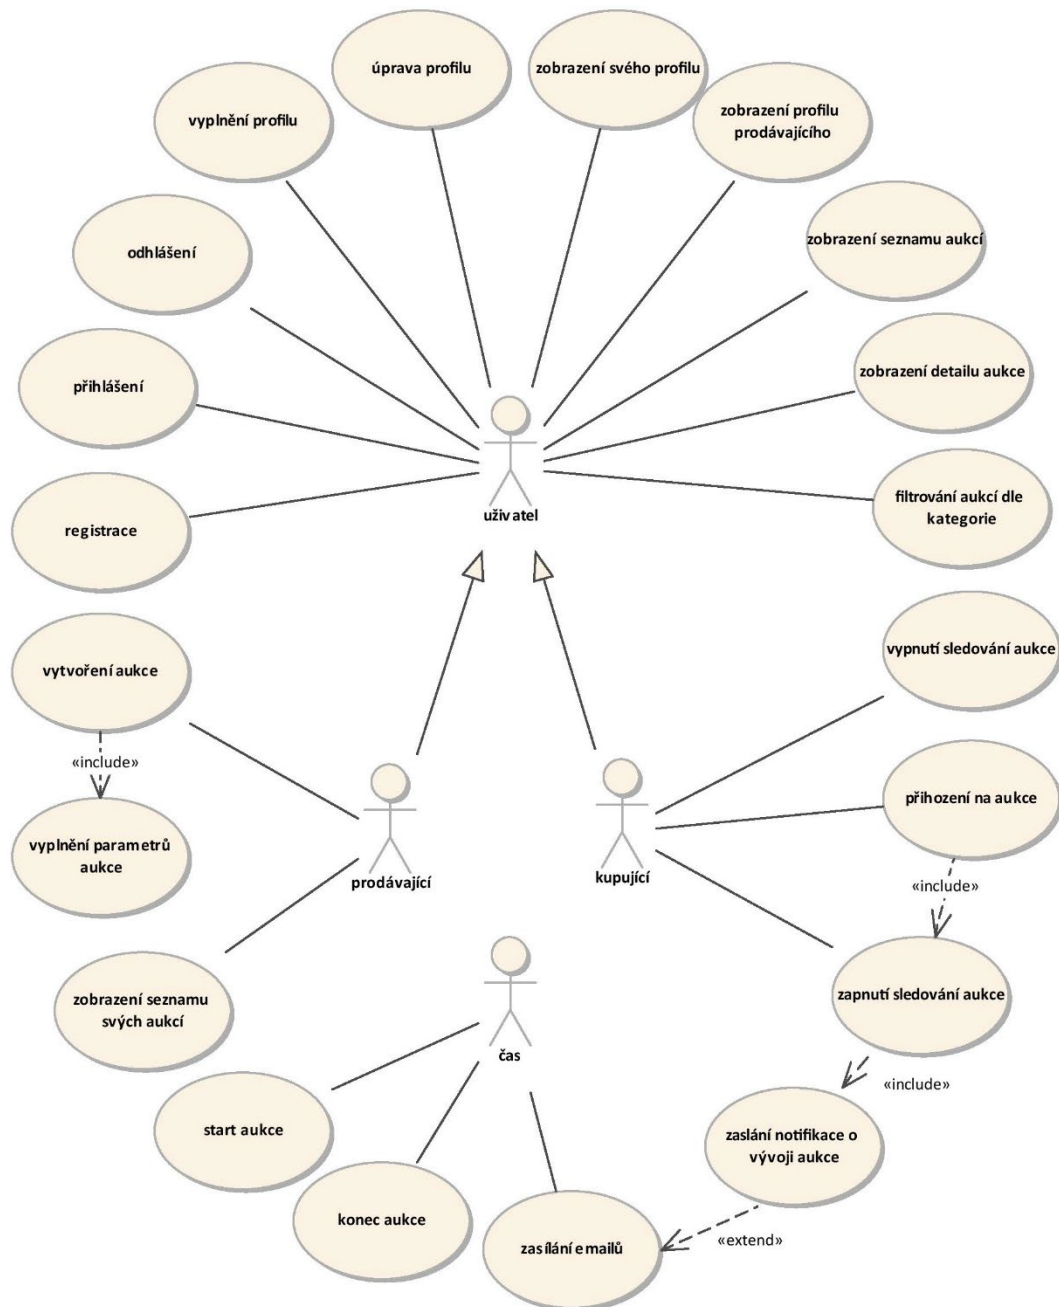 úprava profilu
zobrazení svého profilu
vyplnění profilu
zobrazení profilu
prodávajícího
odhlášení
zobrazení seznamu aukcí
přihlášení
zobrazení detailu aukce
registrace
uživatel
filtrování aukcí dle
kategorie
vytvoření aukce
vypnutí sledování aukce
«include»
přihození na aukce
vyplnění parametrů
aukce
prodávající
kupující
«include»
zobrazení seznamu
svých aukcí
zapnutí sledování aukce
čas
«include»
start aukce
zaslání notifikace o
vývoji aukce
konec aukce
zasílání emailů
«extend»